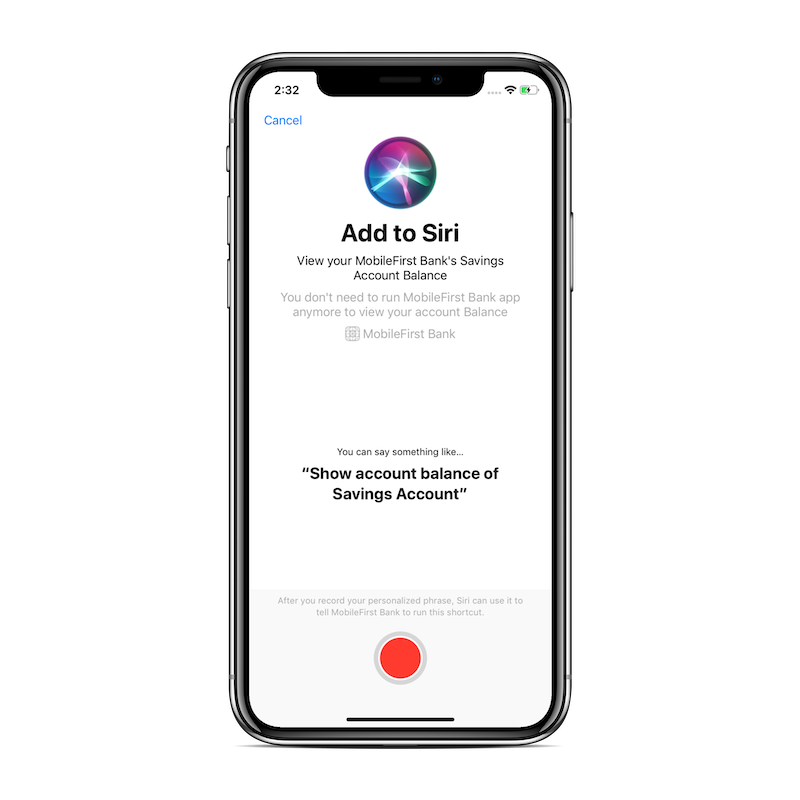 2:32
Cancel
Add to Siri
View your MobileFirst Bank's Savings
Account Balance
You don't need to run MobileFirst Bank app
anymore to view your account Balance
MobileFirst Bank
You can say something like...
“Show account balance of
Savings Account”
After you record your personalized phrase, Siri can use it to
tell MobileFirst Bank to run this shortcut.